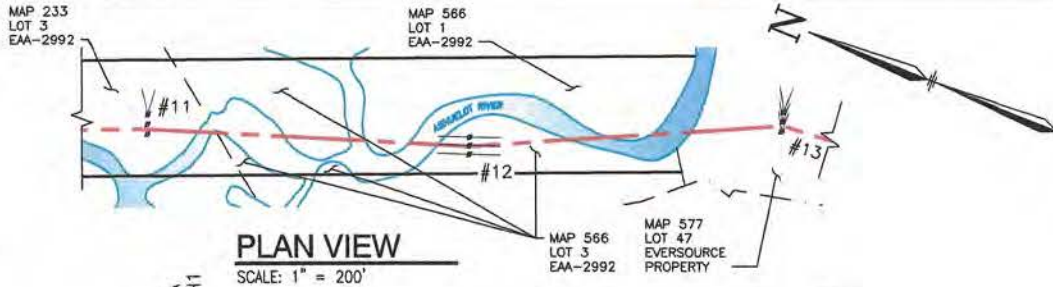 MAP 233
LOT 3
EAA-2992
MAP 566
LOT 1
EAA-2992
N
#11
ASHUELOT RIVER
#12
#13
MAP 566
LOT 3
EAA-2992
MAP 577
LOT 47
EVERSOURCE
PROPERTY
PLAN VIEW
SCALE: 1" = 200'